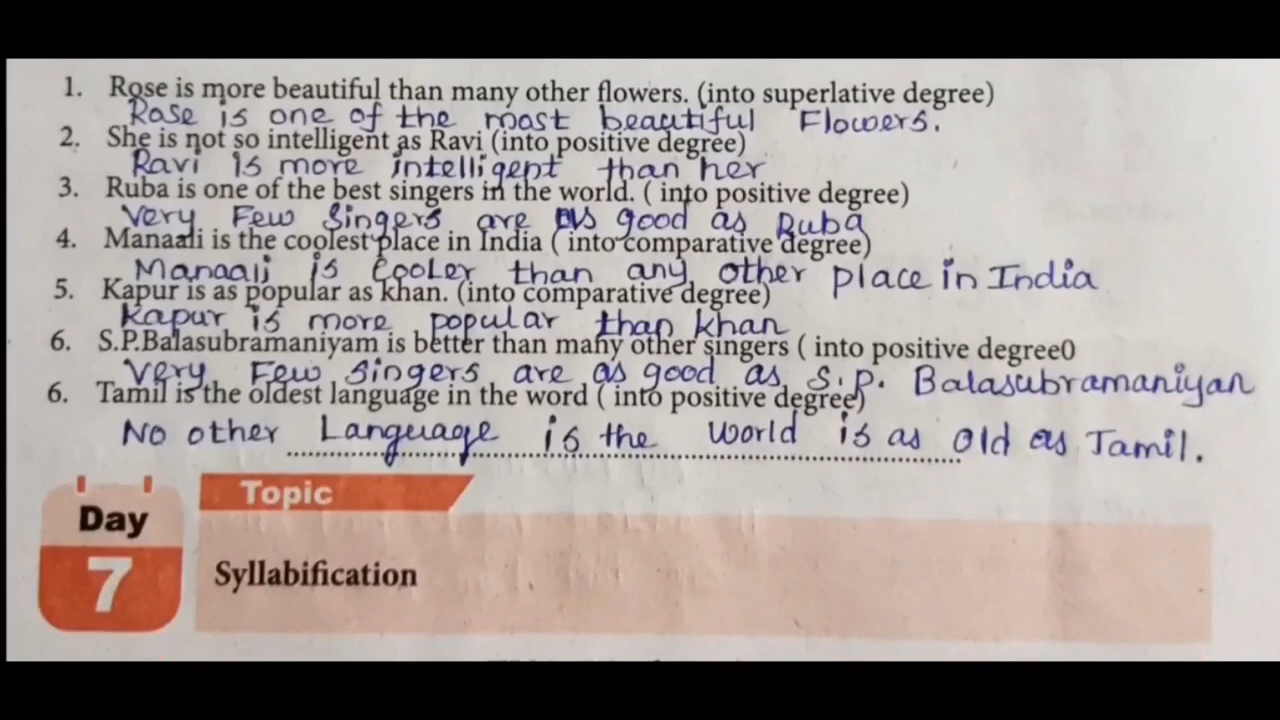 1. Rose is more beautiful than many other flowers. (into superlative degree)
Rose is one of the most beautiful Flowers.
2. She is not so intelligent as Ravi (into positive degree)
Ravi is more intelligent than her
3. Ruba is one of the best singers in the world. ( into positive degree)
Very Few Singers are as good as Ruba
4. Manaali is the coolest place in India ( into comparative degree)
Manaali is cooler than any other place in India
5. Kapur is as popular as khan. (into comparative degree)
Kapur is more popular than khan
6. S.P.Balasubramaniyam is better than many other singers ( into positive degree0
Very Few singers are as good as S.P. Balasubramaniyan
6. Tamil is the oldest language in the word ( into positive degree)
No other Language is the World is as Old as Tamil.
Topic
Day
7
Syllabification